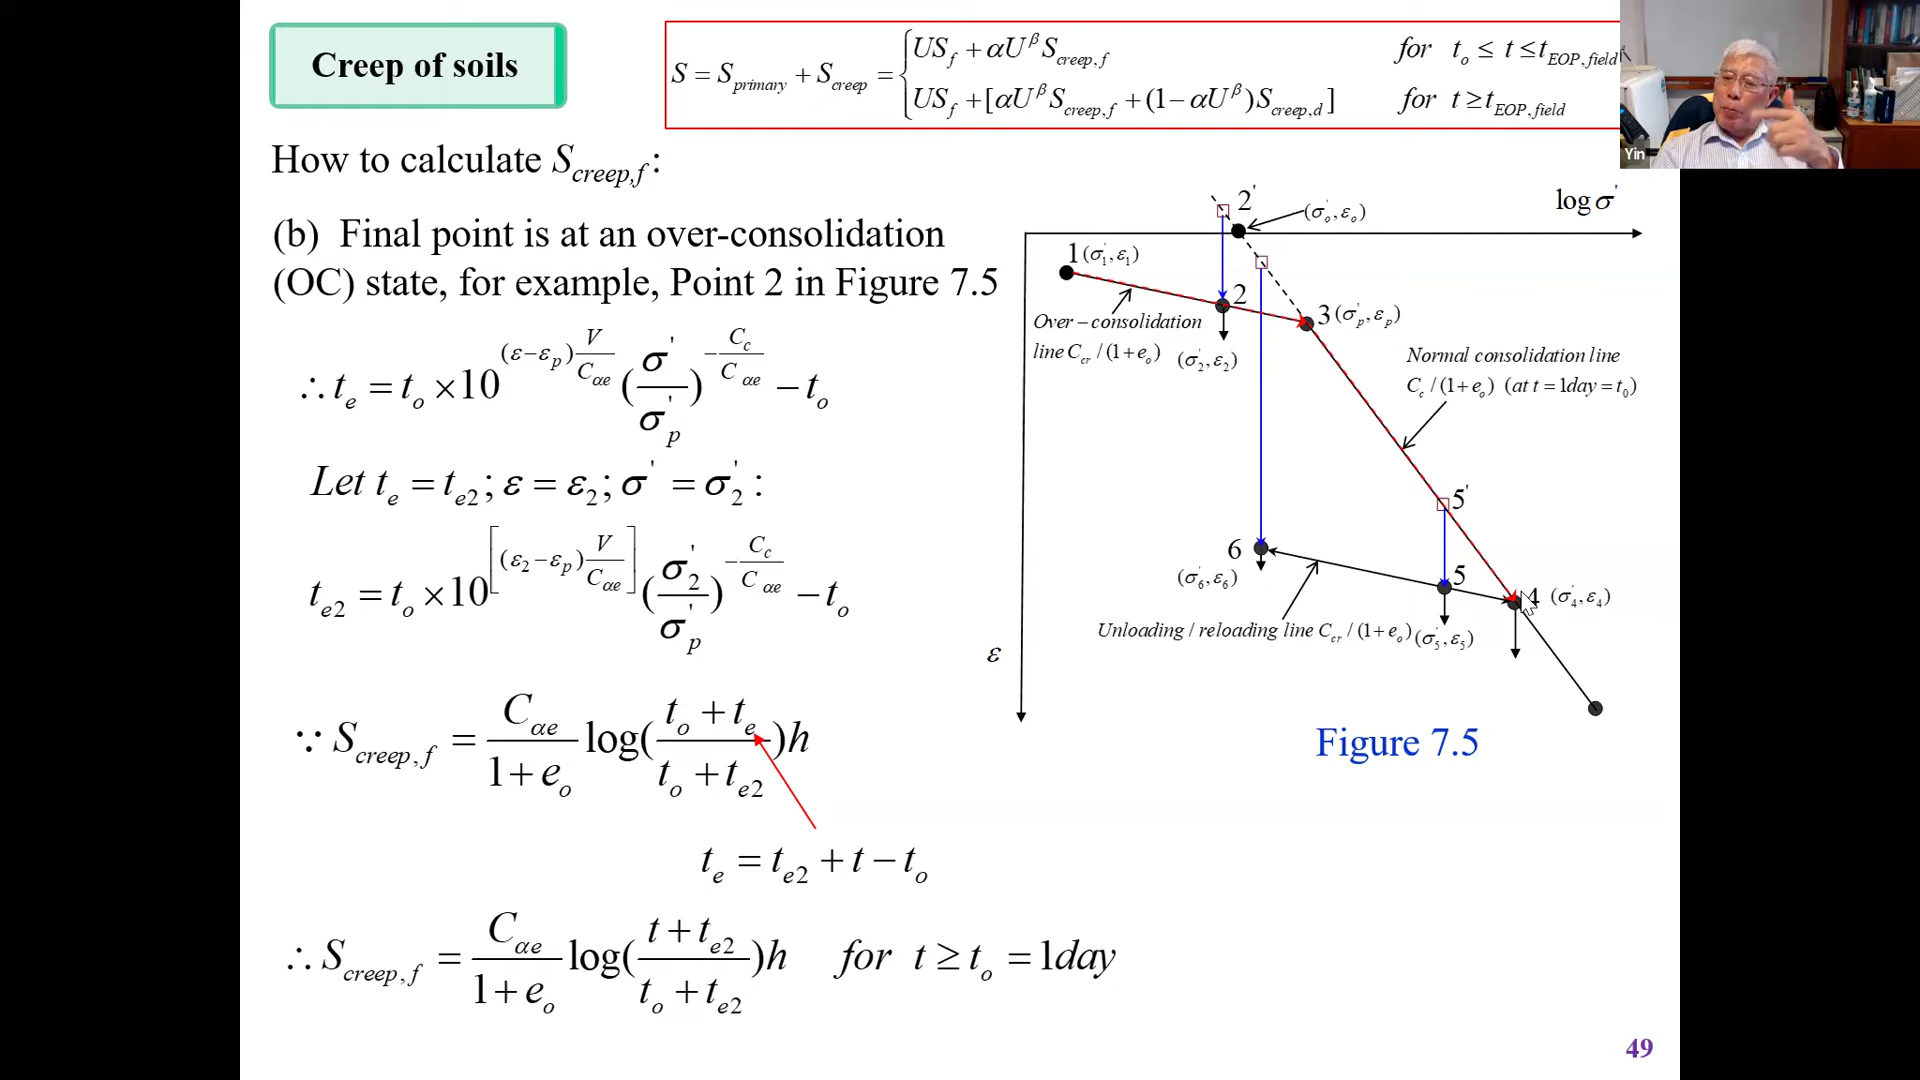 Creep of soils
S = S_primary + S_creep = { US_f + αU^β S_creep,f for t_o ≤ t ≤ t_EOP,field
US_f + [αU^β S_creep,f + (1 − αU^β)S_creep,d] for t ≥ t_EOP,field
Yin
How to calculate S_creep,f:
(b) Final point is at an over-consolidation
(OC) state, for example, Point 2 in Figure 7.5
∴ t_e = t_o × 10^((ε−ε_p) V/C_αe) (σ'/σ'_p)^(−C_c/C_αe) − t_o
Let t_e = t_e2; ε = ε_2; σ' = σ'_2 :
t_e2 = t_o × 10^[(ε_2−ε_p) V/C_αe] (σ'_2/σ'_p)^(−C_c/C_αe) − t_o
∵ S_creep,f = C_αe/(1+e_o) log((t_o + t_e)/(t_o + t_e2))h
t_e = t_e2 + t − t_o
∴ S_creep,f = C_αe/(1+e_o) log((t + t_e2)/(t_o + t_e2))h for t ≥ t_o = 1day
log σ'
2'
(σ'_o, ε_o)
1 (σ'_1, ε_1)
2
(σ'_2, ε_2)
3 (σ'_p, ε_p)
Over – consolidation
line C_cr / (1+e_o)
Normal consolidation line
C_c / (1+e_o) (at t = 1day = t_0)
5'
6
(σ'_6, ε_6)
5
(σ'_5, ε_5)
4 (σ'_4, ε_4)
Unloading / reloading line C_cr / (1+e_o)
ε
Figure 7.5
49